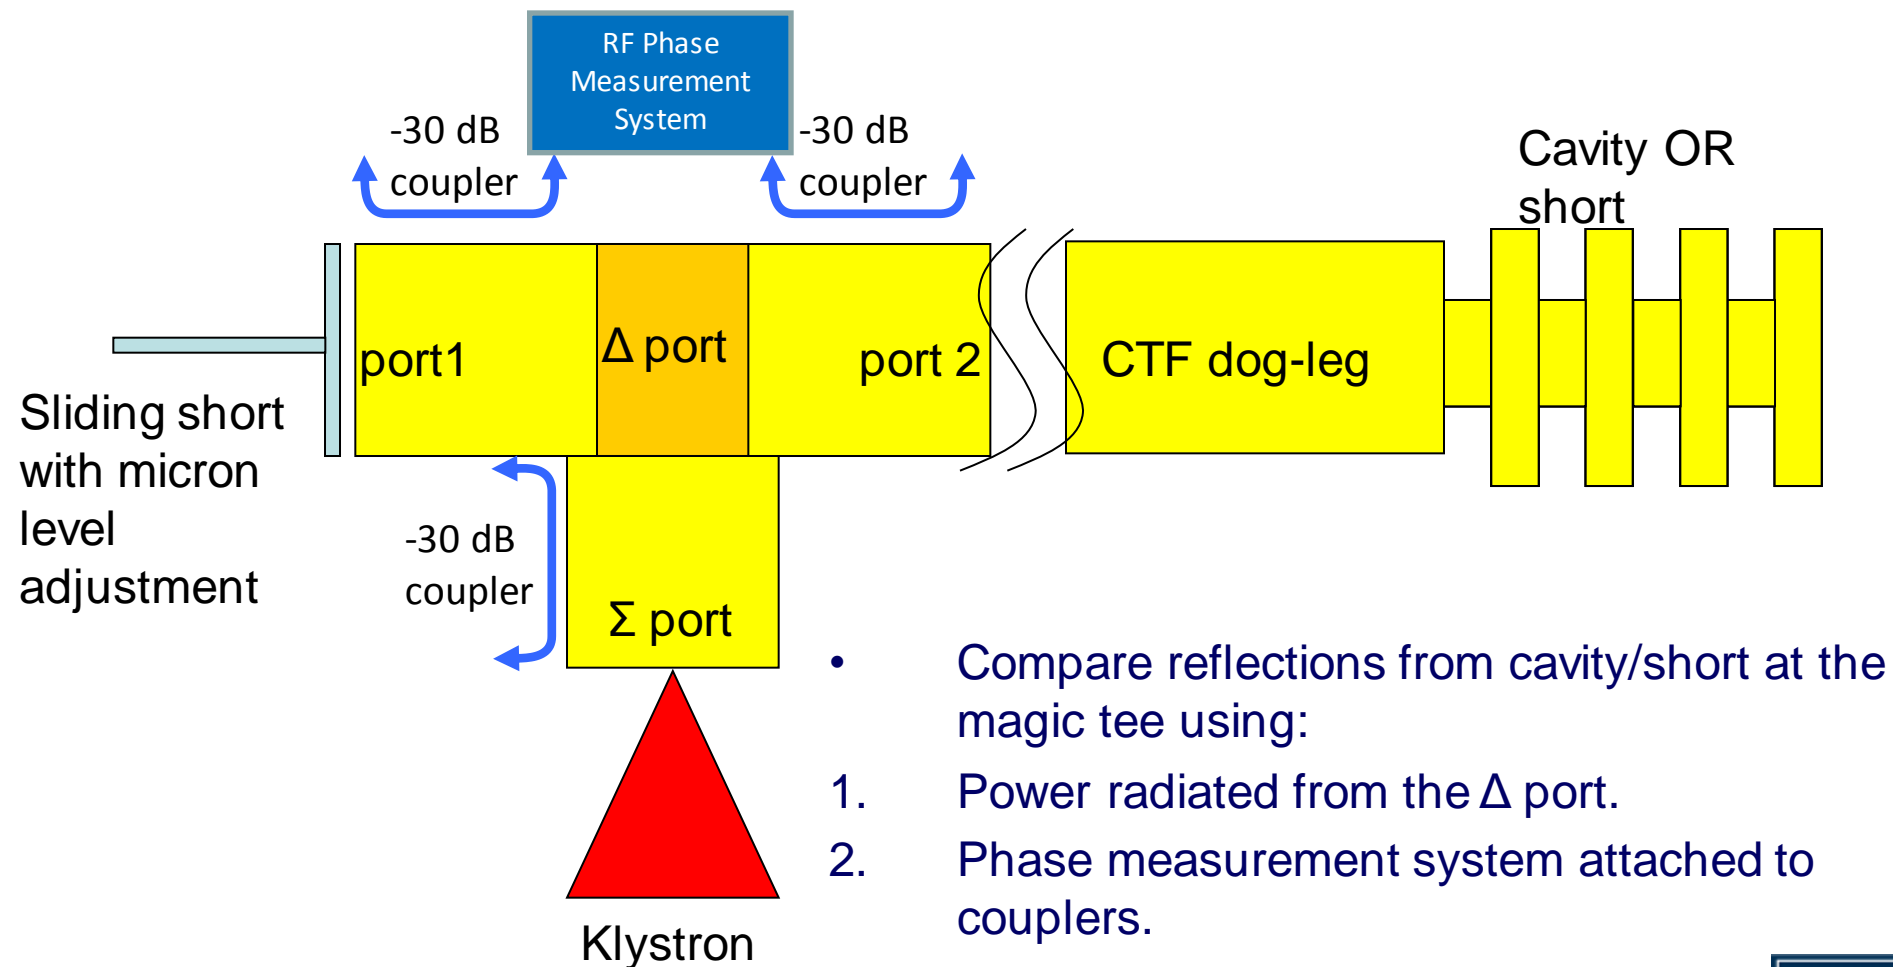 RF Phase
Measurement
System
-30 dB
coupler
-30 dB
coupler
Cavity OR
short
port1
Δ port
port 2
CTF dog-leg
Sliding short
with micron
level
adjustment
-30 dB
coupler
Σ port
Klystron
• Compare reflections from cavity/short at the
magic tee using:
1. Power radiated from the Δ port.
2. Phase measurement system attached to
couplers.